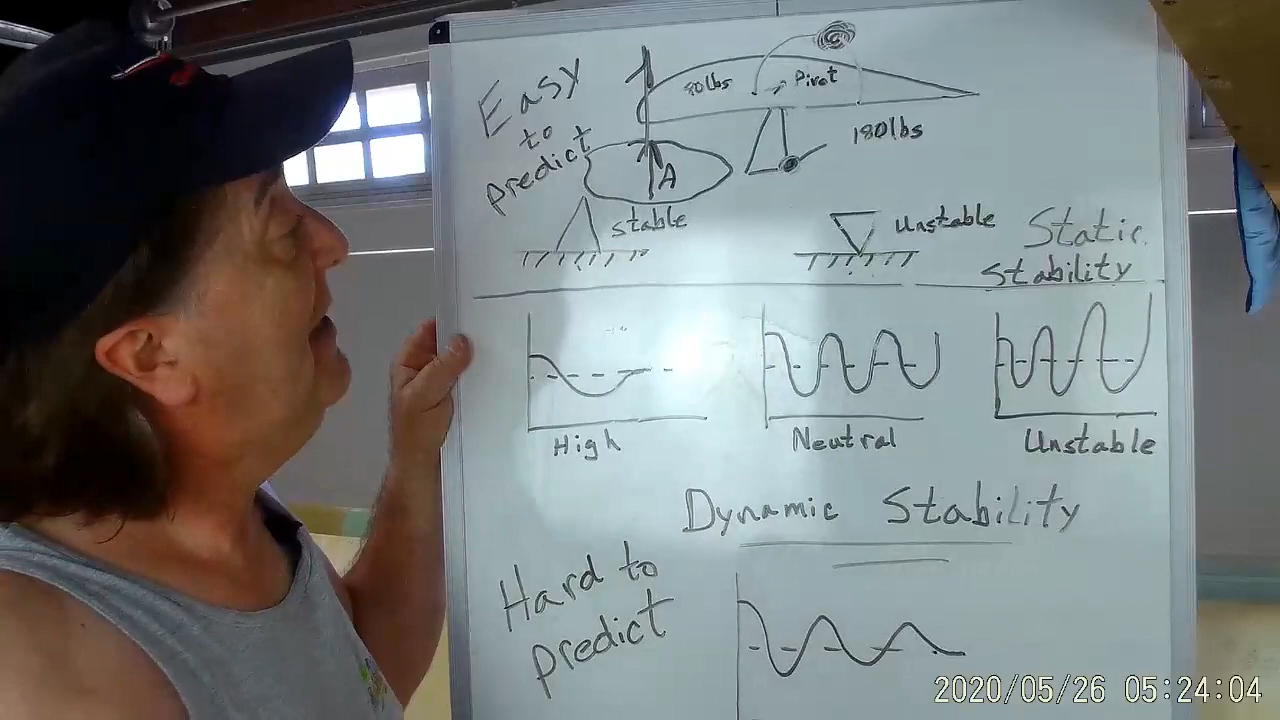 Easy
to
predict
80lbs
Pivot
180lbs
A
stable
Unstable
Static
Stability
High
Neutral
Unstable
Dynamic Stability
Hard to
predict
2020/05/26 05:24:04